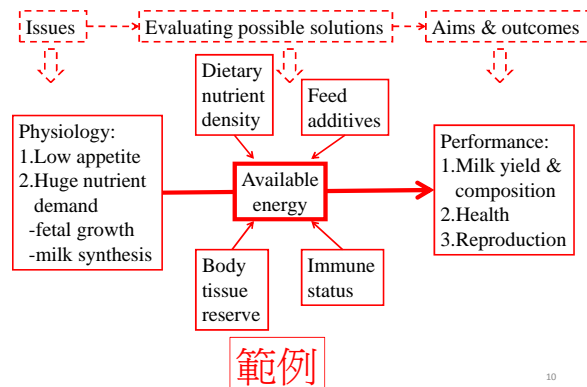 Issues
Evaluating possible solutions
Aims & outcomes
Dietary
nutrient
density
Feed
additives
Physiology:
1.Low appetite
2.Huge nutrient
demand
-fetal growth
-milk synthesis
Available
energy
Performance:
1.Milk yield &
composition
2.Health
3.Reproduction
Body
tissue
reserve
Immune
status
範例
10